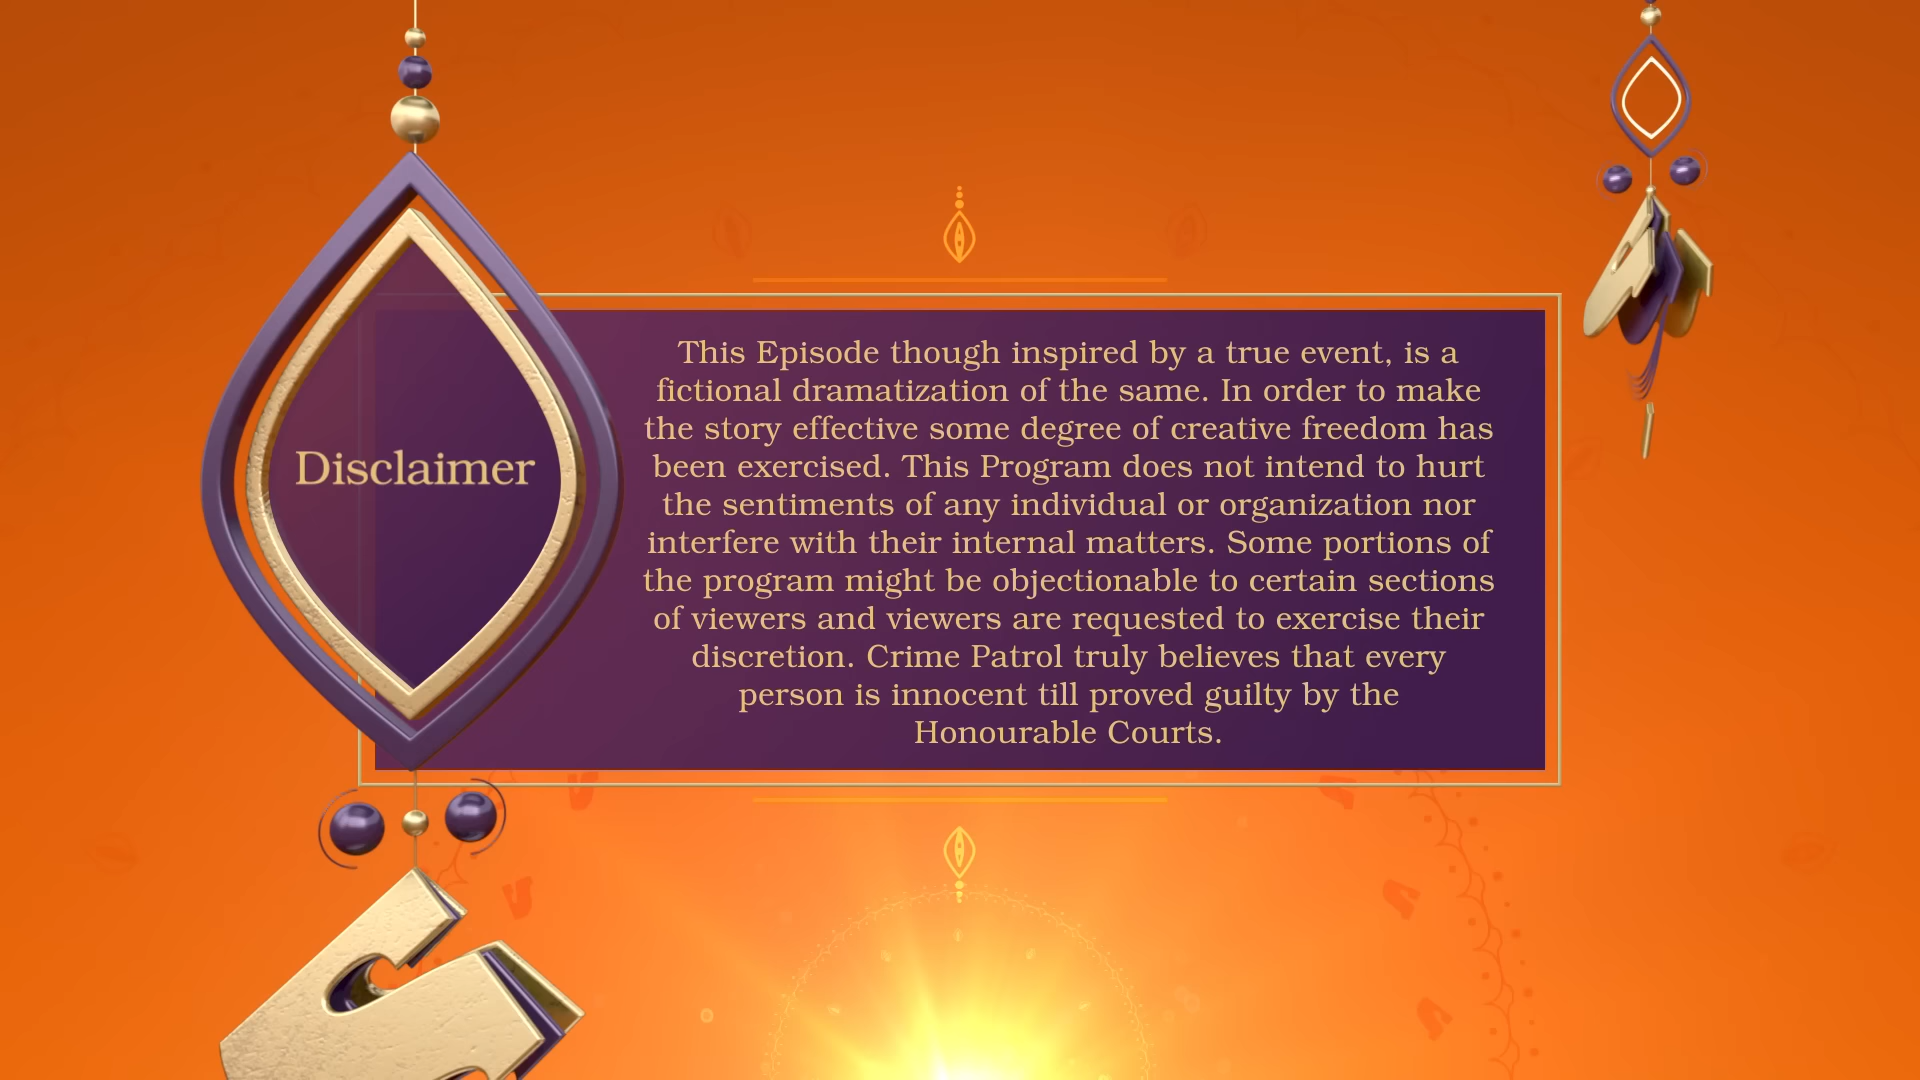 Disclaimer
This Episode though inspired by a true event, is a
fictional dramatization of the same. In order to make
the story effective some degree of creative freedom has
been exercised. This Program does not intend to hurt
the sentiments of any individual or organization nor
interfere with their internal matters. Some portions of
the program might be objectionable to certain sections
of viewers and viewers are requested to exercise their
discretion. Crime Patrol truly believes that every
person is innocent till proved guilty by the
Honourable Courts.